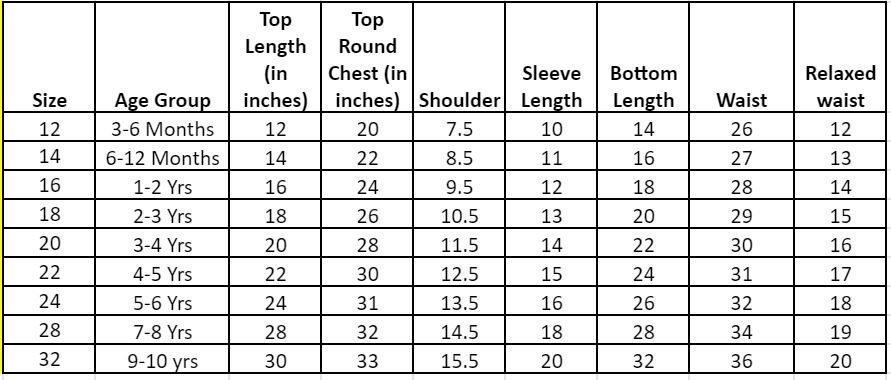 Size Age Group Top Length (in inches) Top Round Chest (in inches) Shoulder Sleeve Length Bottom Length Waist Relaxed waist
12 3-6 Months 12 20 7.5 10 14 26 12
14 6-12 Months 14 22 8.5 11 16 27 13
16 1-2 Yrs 16 24 9.5 12 18 28 14
18 2-3 Yrs 18 26 10.5 13 20 29 15
20 3-4 Yrs 20 28 11.5 14 22 30 16
22 4-5 Yrs 22 30 12.5 15 24 31 17
24 5-6 Yrs 24 31 13.5 16 26 32 18
28 7-8 Yrs 28 32 14.5 18 28 34 19
32 9-10 yrs 30 33 15.5 20 32 36 20